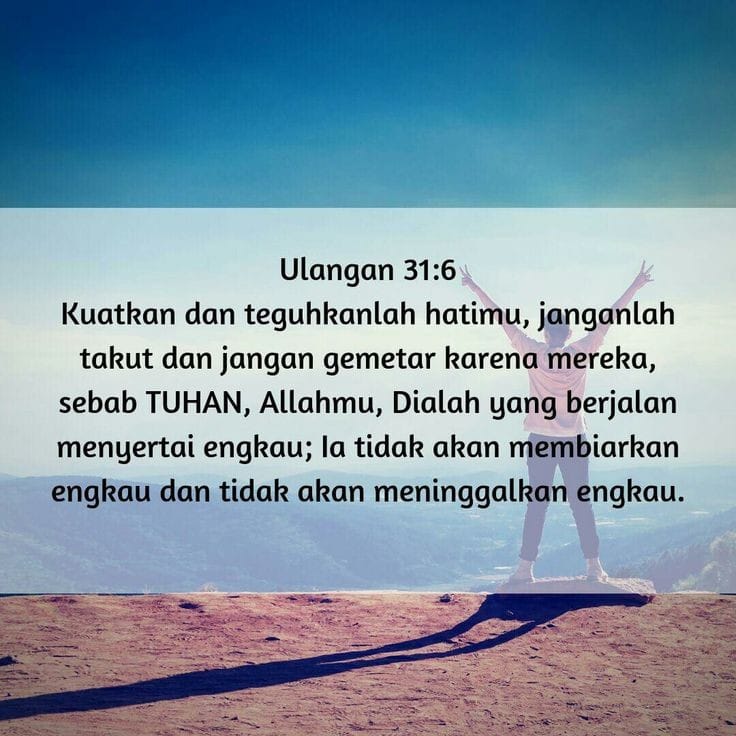 Ulangan 31:6
Kuatkan dan teguhkanlah hatimu, janganlah
takut dan jangan gemetar karena mereka,
sebab TUHAN, Allahmu, Dialah yang berjalan
menyertai engkau; Ia tidak akan membiarkan
engkau dan tidak akan meninggalkan engkau.